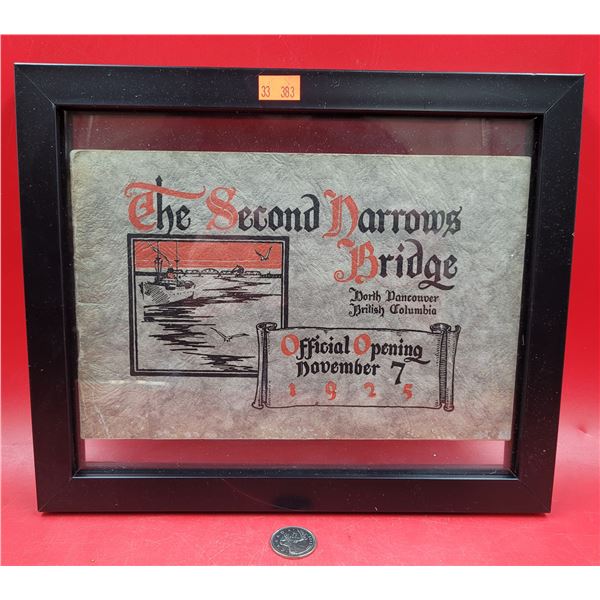 33 383
The Second Narrows
Bridge
North Vancouver
British Columbia
Official Opening
November 7
1925